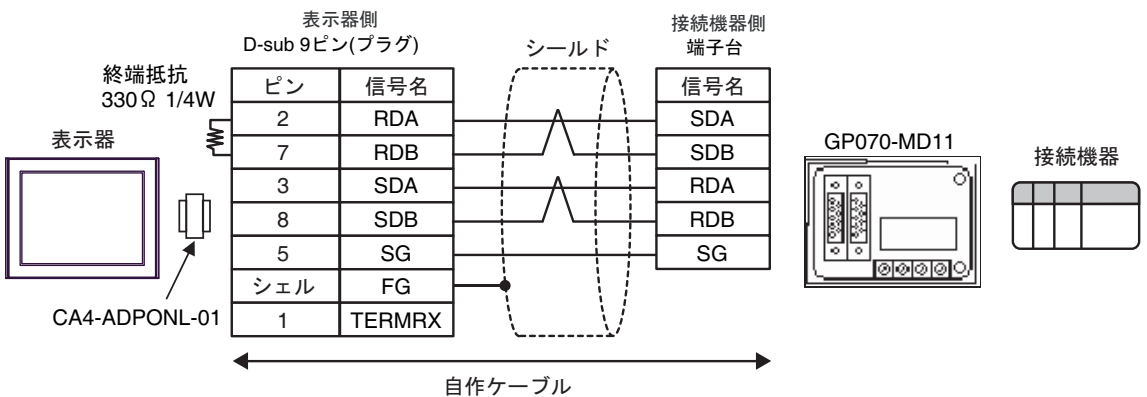 表示器側
D-sub 9ピン(プラグ)
シールド
接続機器側
端子台
終端抵抗
330Ω 1/4W
ピン 信号名
信号名
2 RDA
SDA
7 RDB
SDB
3 SDA
RDA
8 SDB
RDB
5 SG
SG
シェル FG
1 TERMRX
表示器
CA4-ADPONL-01
GP070-MD11
接続機器
自作ケーブル